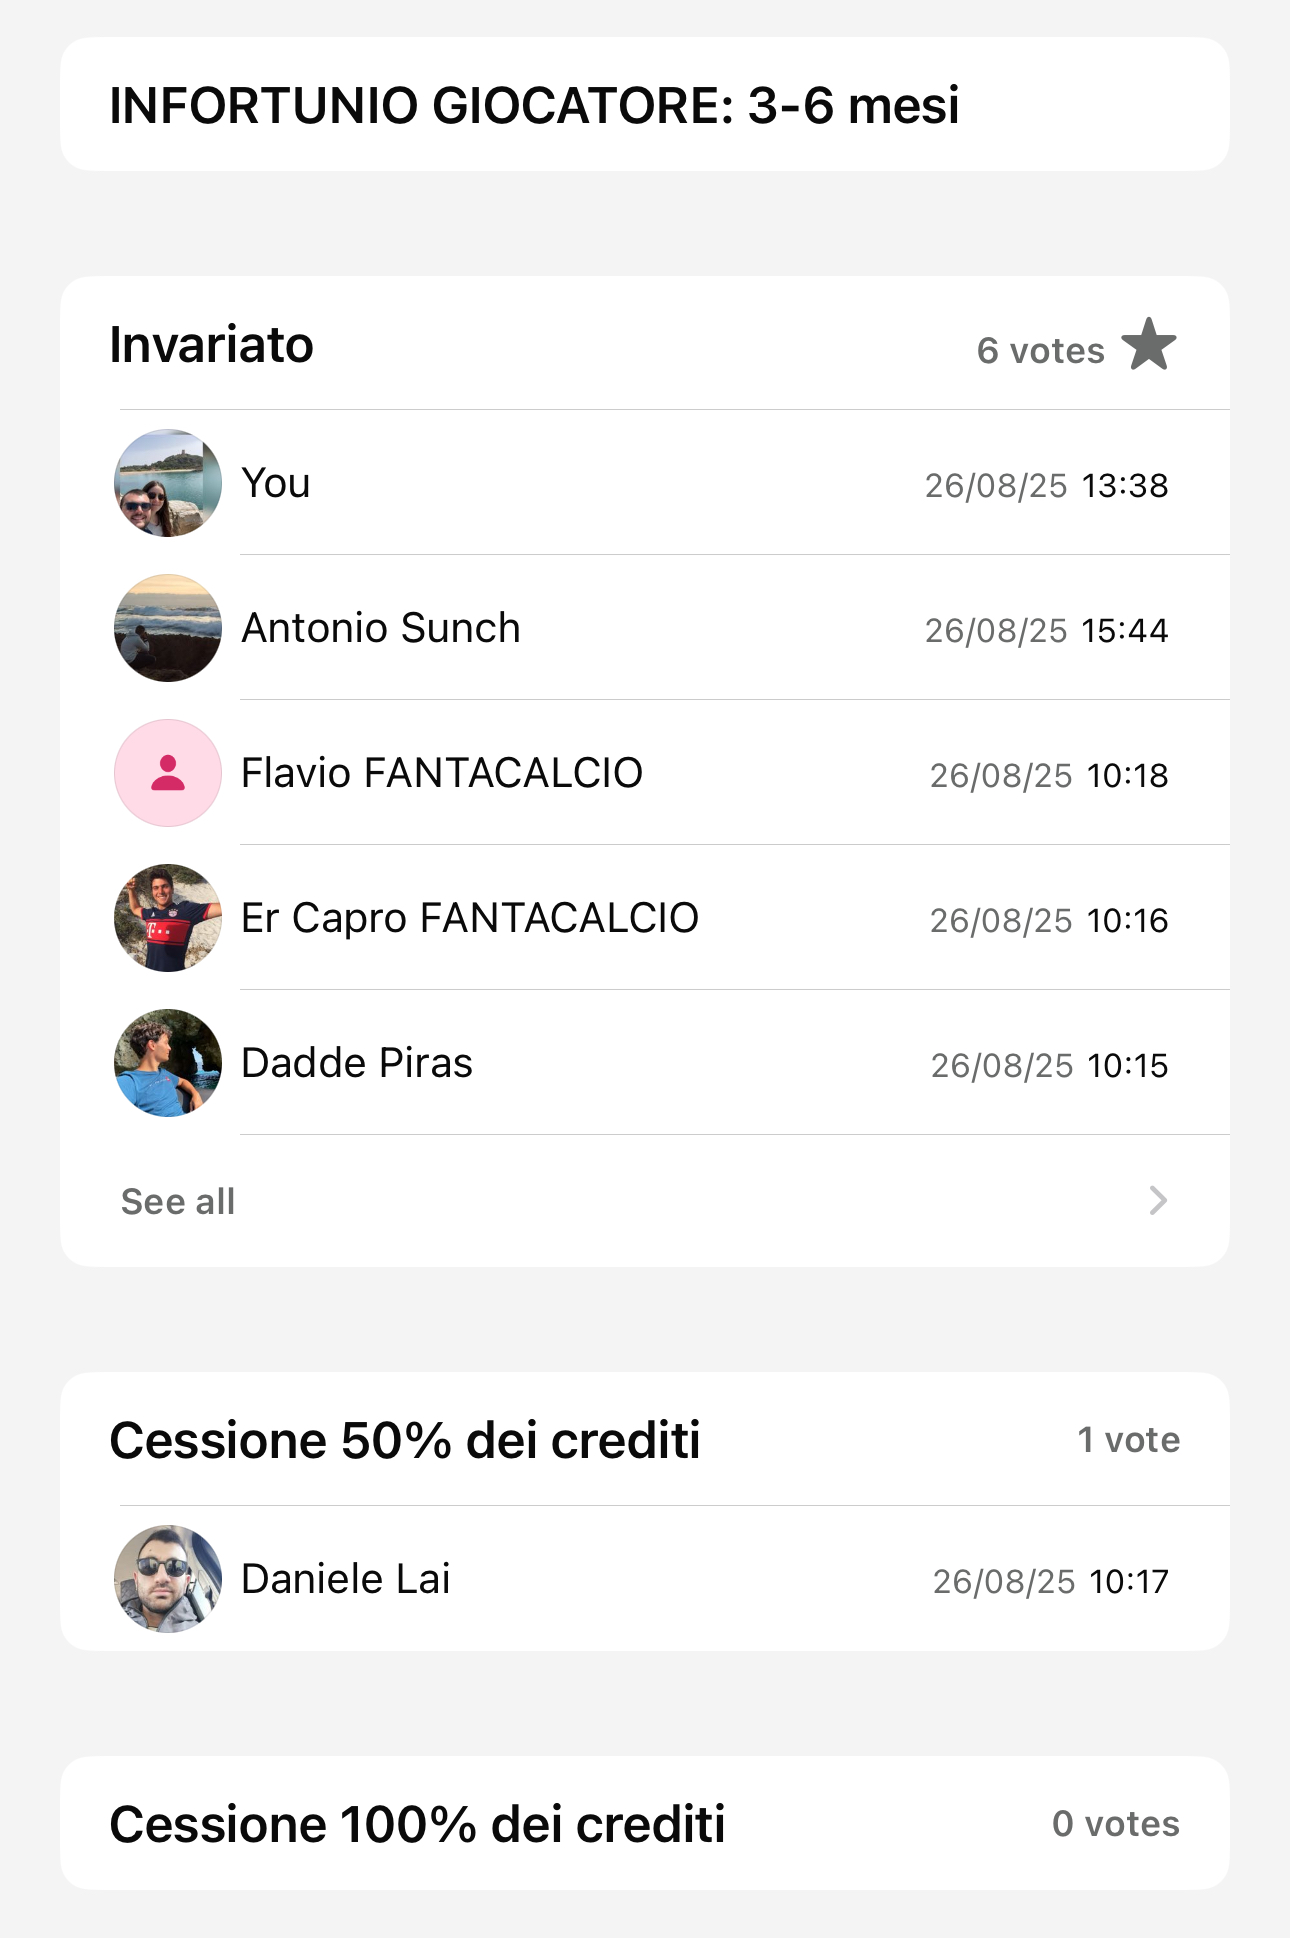 INFORTUNIO GIOCATORE: 3-6 mesi
Invariato 6 votes
You 26/08/25 13:38
Antonio Sunch 26/08/25 15:44
Flavio FANTACALCIO 26/08/25 10:18
Er Capro FANTACALCIO 26/08/25 10:16
Dadde Piras 26/08/25 10:15
See all
Cessione 50% dei crediti 1 vote
Daniele Lai 26/08/25 10:17
Cessione 100% dei crediti 0 votes